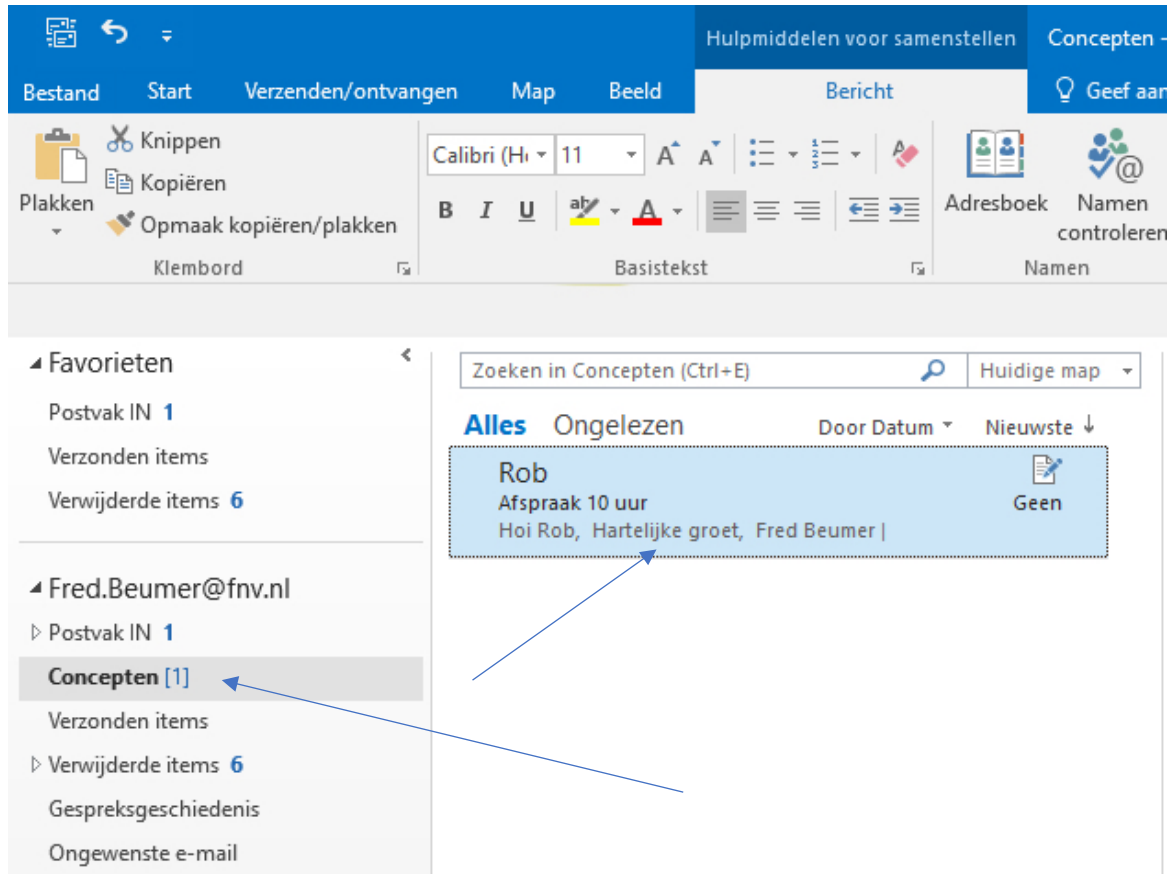 Hulpmiddelen voor samenstellen Concepten -
Bestand Start Verzenden/ontvangen Map Beeld Bericht Geef aan
Knippen
Kopiëren
Plakken
Opmaak kopiëren/plakken
Klembord
Calibri (H 11 A A
B I U aby A
Basistekst
Adresboek
Namen
controleren
Namen
Favorieten
Postvak IN 1
Verzonden items
Verwijderde items 6
Fred.Beumer@fnv.nl
Postvak IN 1
Concepten [1]
Verzonden items
Verwijderde items 6
Gespreksgeschiedenis
Ongewenste e-mail
Zoeken in Concepten (Ctrl+E) Huidige map
Alles Ongelezen Door Datum Nieuwste ↓
Rob
Afspraak 10 uur Geen
Hoi Rob, Hartelijke groet, Fred Beumer |